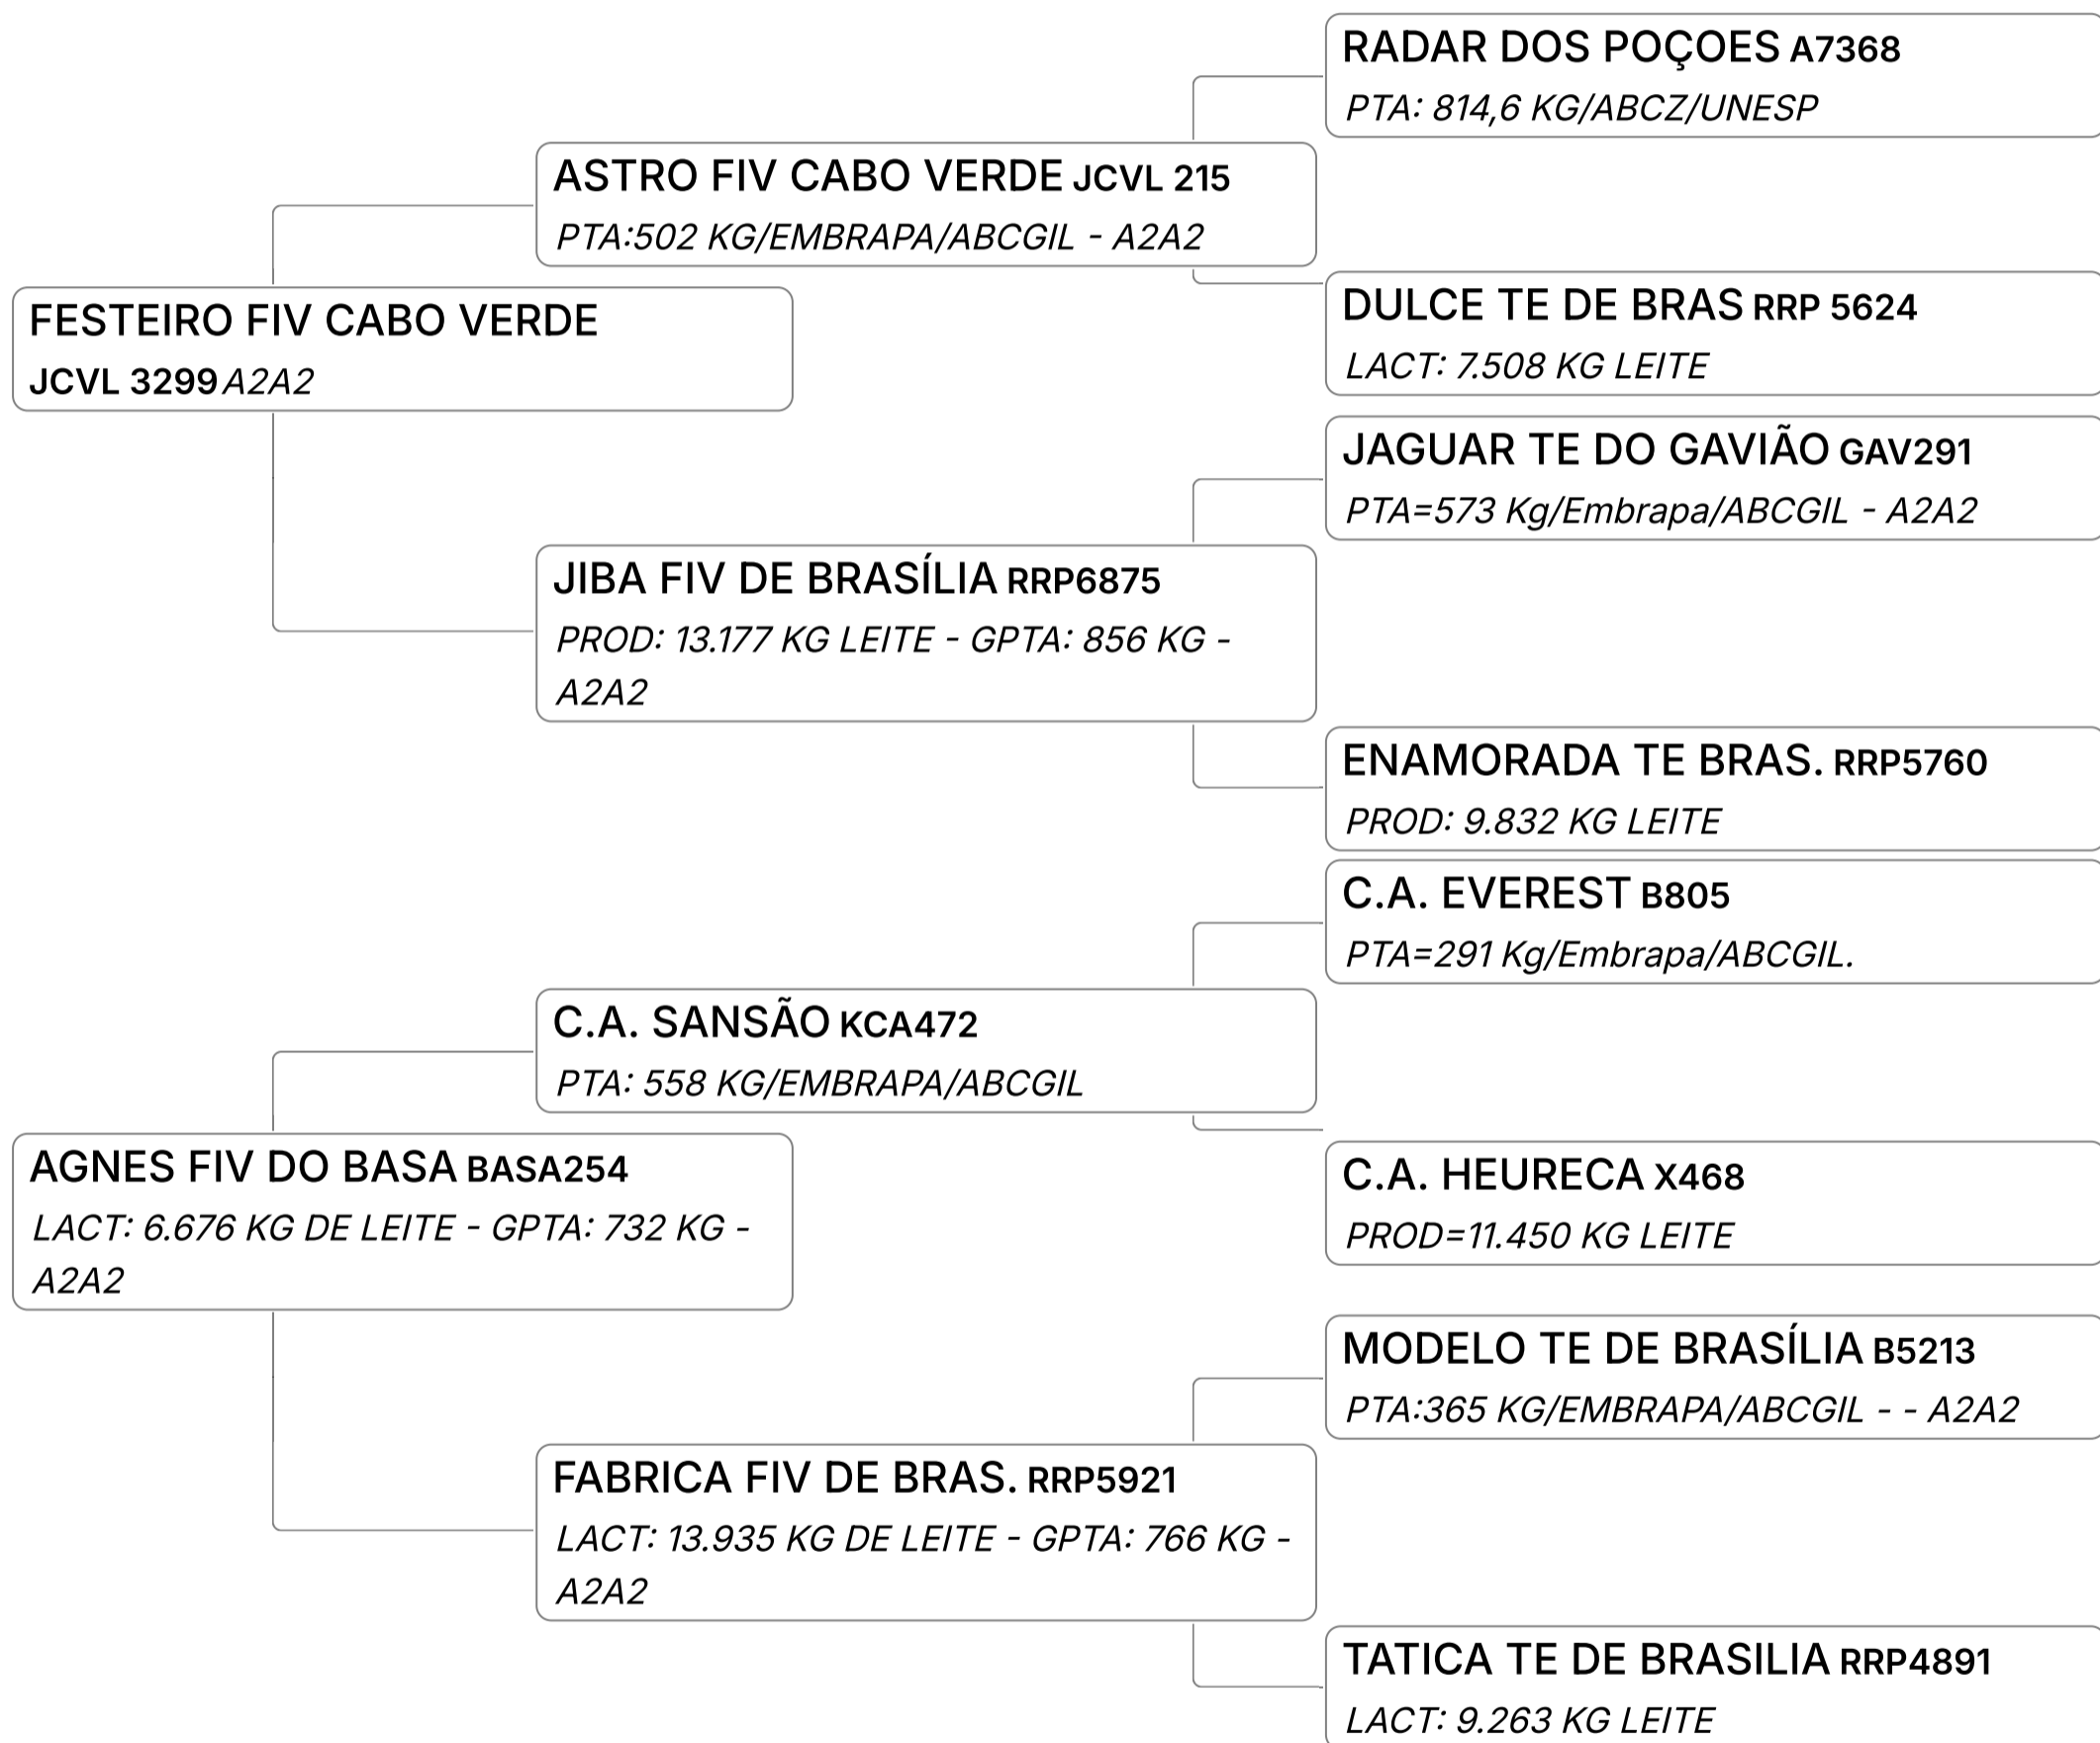 RADAR DOS POÇOES A7368
PTA: 814,6 KG/ABCZ/UNESP
ASTRO FIV CABO VERDE JCVL 215
PTA:502 KG/EMBRAPA/ABCGIL - A2A2
DULCE TE DE BRAS RRP 5624
LACT: 7.508 KG LEITE
FESTEIRO FIV CABO VERDE
JCVL 3299 A2A2
JAGUAR TE DO GAVIÃO GAV291
PTA=573 Kg/Embrapa/ABCGIL - A2A2
JIBA FIV DE BRASÍLIA RRP6875
PROD: 13.177 KG LEITE - GPTA: 856 KG -
A2A2
ENAMORADA TE BRAS. RRP5760
PROD: 9.832 KG LEITE
C.A. EVEREST B805
PTA=291 Kg/Embrapa/ABCGIL.
C.A. SANSÃO KCA472
PTA: 558 KG/EMBRAPA/ABCGIL
C.A. HEURECA X468
PROD=11.450 KG LEITE
AGNES FIV DO BASA BASA254
LACT: 6.676 KG DE LEITE - GPTA: 732 KG -
A2A2
MODELO TE DE BRASÍLIA B5213
PTA:365 KG/EMBRAPA/ABCGIL - - A2A2
FABRICA FIV DE BRAS. RRP5921
LACT: 13.935 KG DE LEITE - GPTA: 766 KG -
A2A2
TATICA TE DE BRASILIA RRP4891
LACT: 9.263 KG LEITE